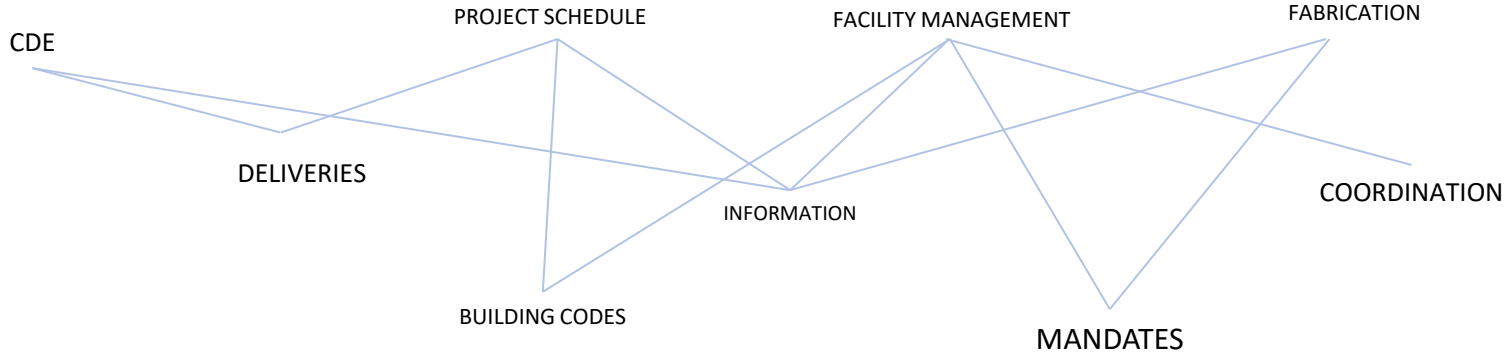 CDE
PROJECT SCHEDULE
FACILITY MANAGEMENT
FABRICATION
DELIVERIES
INFORMATION
COORDINATION
BUILDING CODES
MANDATES